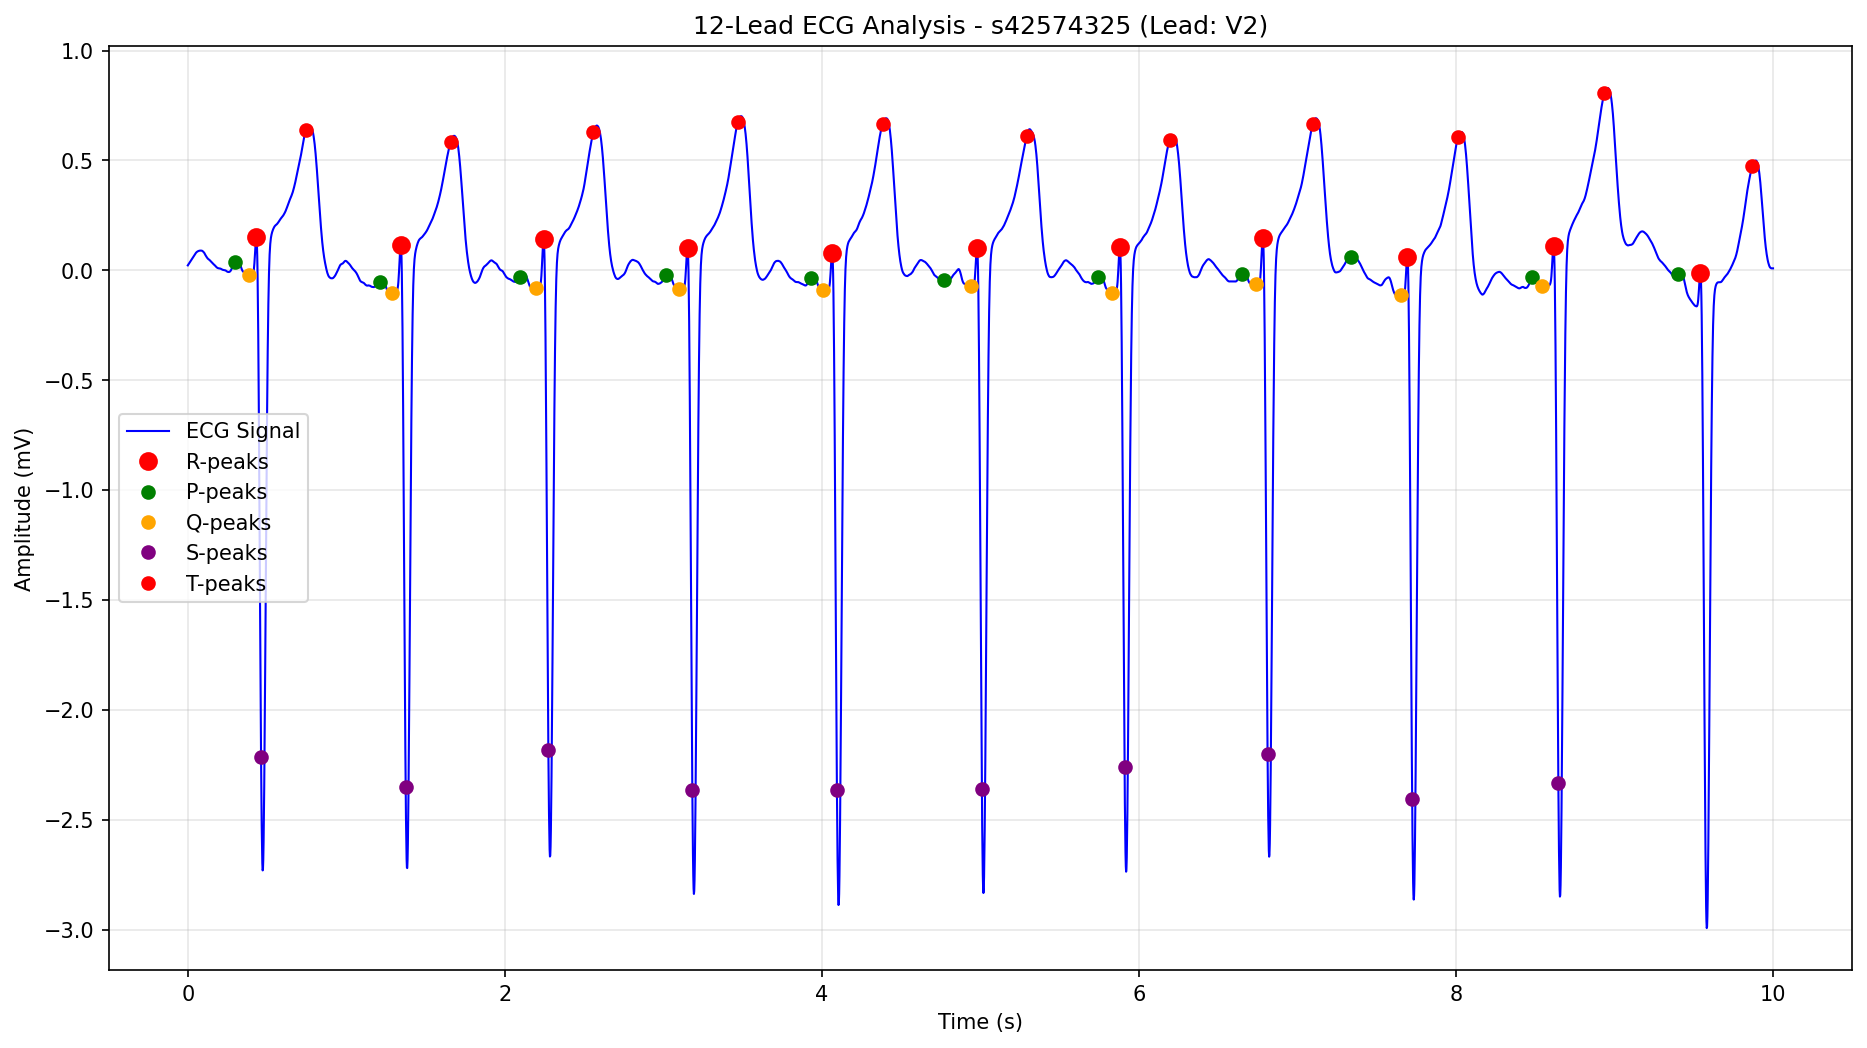 12-Lead ECG Analysis - s42574325 (Lead: V2)
Amplitude (mV)
1.0
0.5
0.0
−0.5
−1.0
−1.5
−2.0
−2.5
−3.0
ECG Signal
R-peaks
P-peaks
Q-peaks
S-peaks
T-peaks
0 2 4 6 8 10
Time (s)